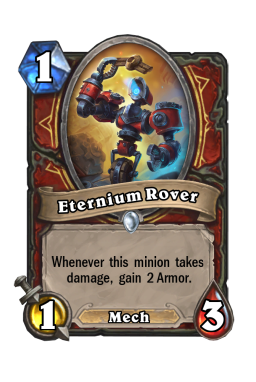 1
Eternium Rover
Whenever this minion takes
damage, gain 2 Armor.
1
Mech
3